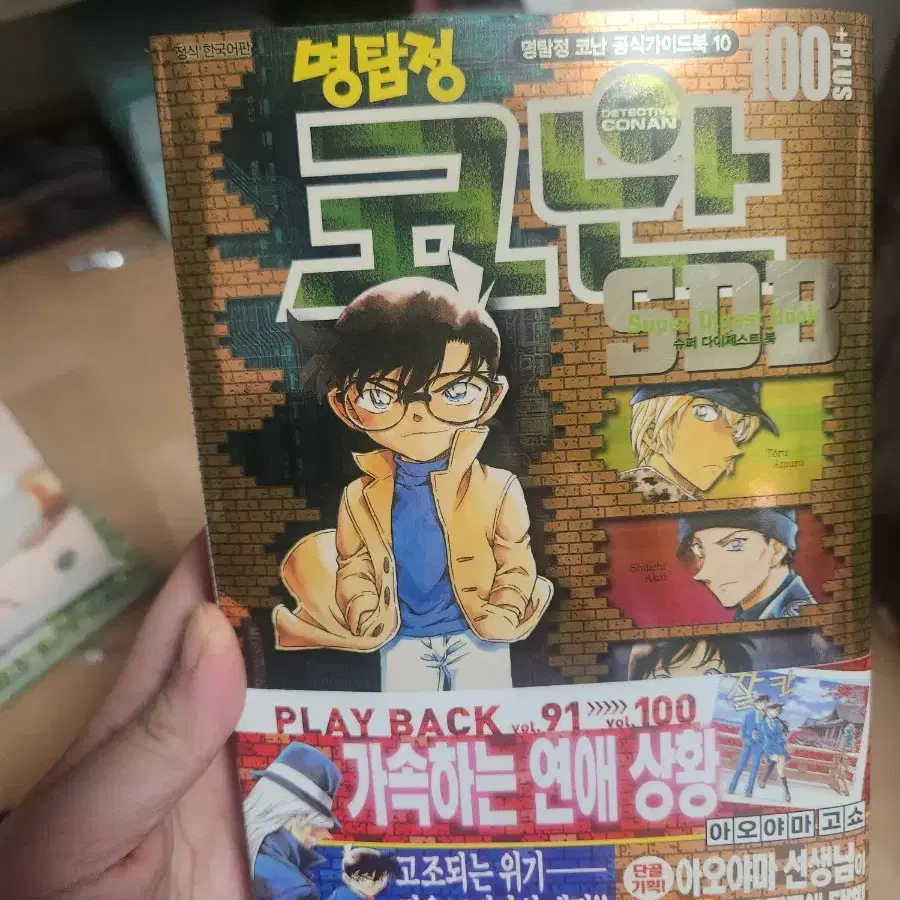 정식 한국어판
명탐정 코난 공식가이드북 10
100+PLUS
명탐정
코난
DETECTIVE
CONAN
SDB
Super Digest Book
슈퍼 다이제스트 북
Tōru
Amuro
Shuichi
Akai
PLAY BACK vol.91 >>>>> vol.100
가속하는 연애 상황
아오야마 고쇼
고조되는 위기
단골
기획!
아오야마 선생님이